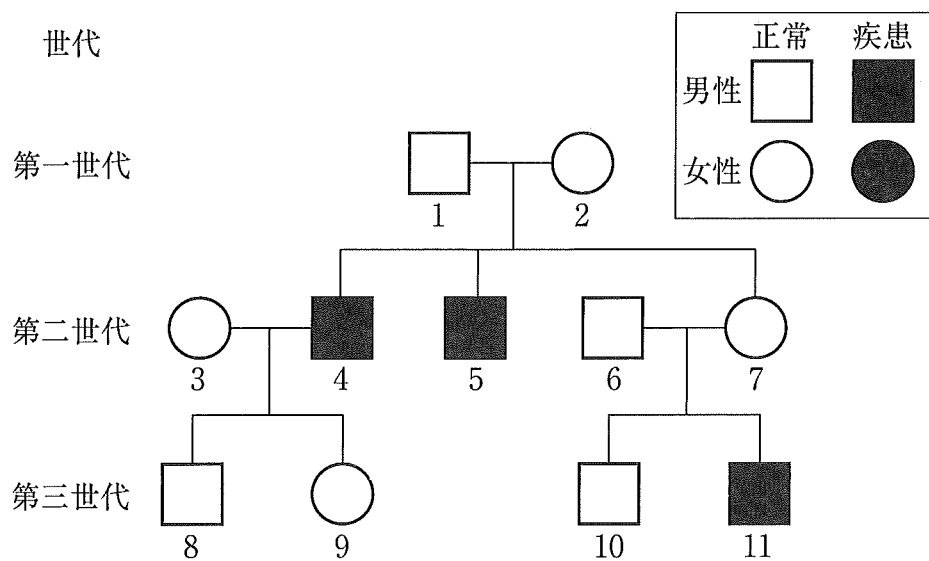 世代
正常 疾患
男性
女性
第一世代
1 2
第二世代
3 4 5 6 7
第三世代
8 9 10 11